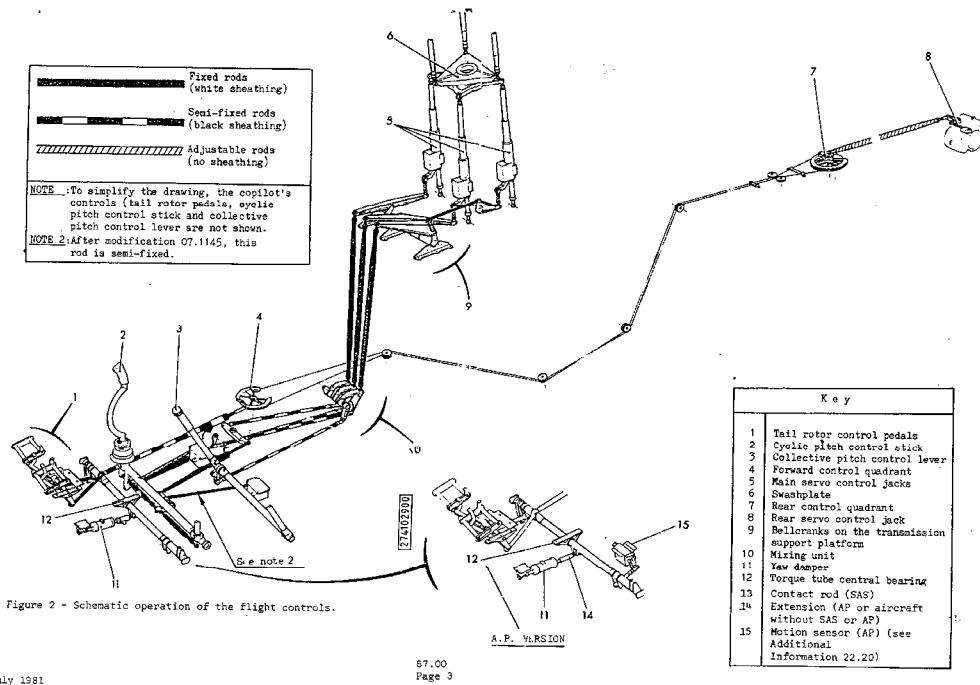 Fixed rods
(white sheathing)
Semi-fixed rods
(black sheathing)
Adjustable rods
(no sheathing)
NOTE :To simplify the drawing, the copilot's
controls (tail rotor pedals, cyclic
pitch control stick and collective
pitch control lever are not shown.
NOTE 2:After modification 07.1145, this
rod is semi-fixed.
5
6
7
8
5
9
2
3
4
1
10
12
11
See note 2
274102900
12
15
11
14
A.P. VERSION
Key
1 Tail rotor control pedals
2 Cyclic pitch control stick
3 Collective pitch control lever
4 Forward control quadrant
5 Main servo control jacks
6 Swashplate
7 Rear control quadrant
8 Rear servo control jack
9 Bellcranks on the transmission
support platform
10 Mixing unit
11 Yaw damper
12 Torque tube central bearing
13 Contact rod (SAS)
14 Extension (AP or aircraft
without SAS or AP)
15 Motion sensor (AP) (see
Additional
Information 22.20)
Figure 2 - Schematic operation of the flight controls.
67.00
Page 3
uly 1981